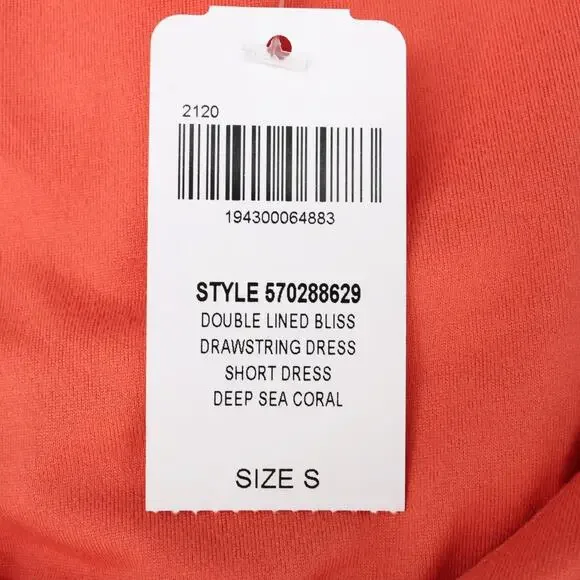 2120
194300064883
STYLE 570288629
DOUBLE LINED BLISS
DRAWSTRING DRESS
SHORT DRESS
DEEP SEA CORAL
SIZE S